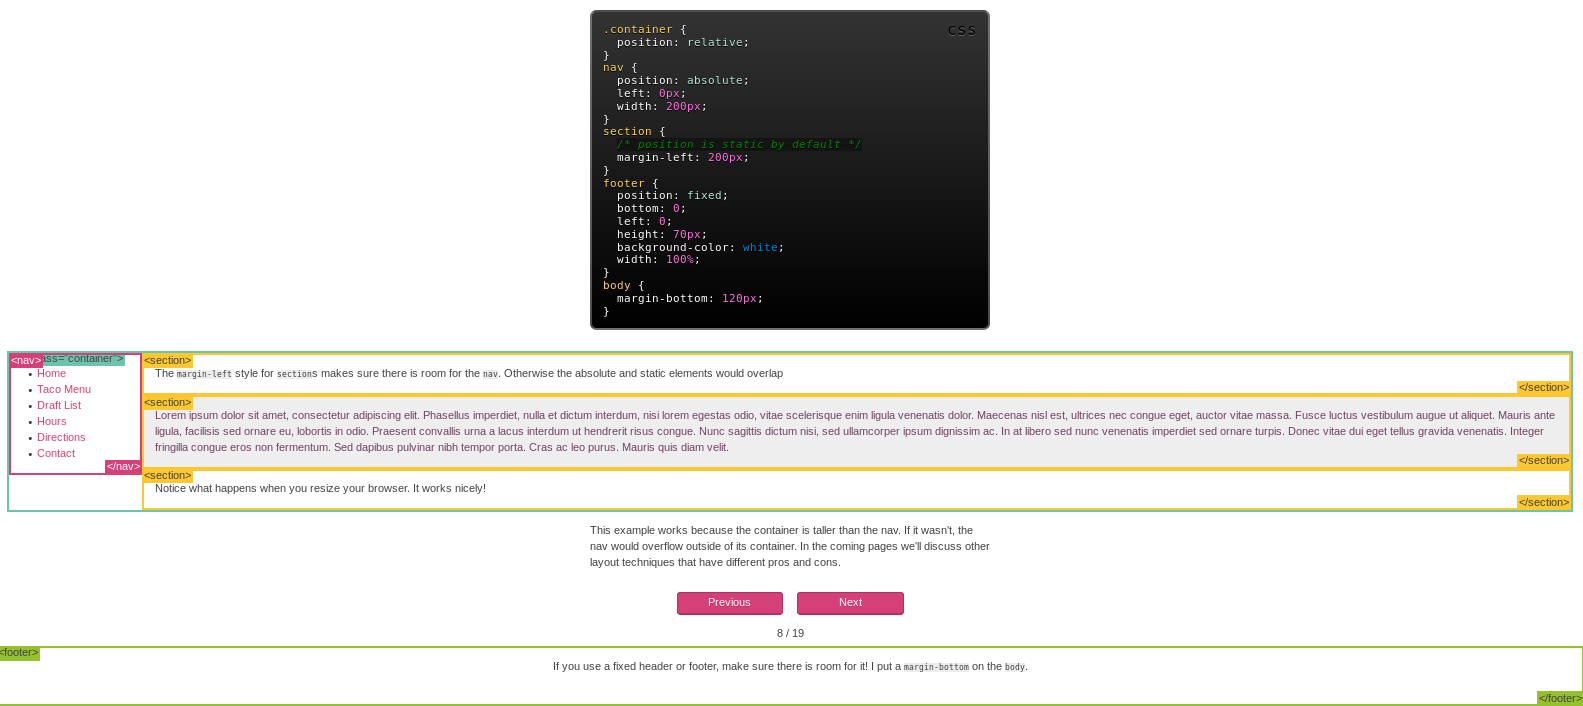 .container {
CSS
position: relative;
}
nav {
position: absolute;
left: 0px;
width: 200px;
}
section {
/* position is static by default */
margin-left: 200px;
}
footer {
position: fixed;
bottom: 0;
left: 0;
height: 70px;
background-color: white;
width: 100%;
}
body {
margin-bottom: 120px;
}
<nav>
ass="container">
• Home
• Taco Menu
• Draft List
• Hours
• Directions
• Contact
</nav>
<section>
The margin-left style for sections makes sure there is room for the nav. Otherwise the absolute and static elements would overlap
</section>
<section>
Lorem ipsum dolor sit amet, consectetur adipiscing elit. Phasellus imperdiet, nulla et dictum interdum, nisi lorem egestas odio, vitae scelerisque enim ligula venenatis dolor. Maecenas nisl est, ultrices nec congue eget, auctor vitae massa. Fusce luctus vestibulum augue ut aliquet. Mauris ante
ligula, facilisis sed ornare eu, lobortis in odio. Praesent convallis urna a lacus interdum ut hendrerit risus congue. Nunc sagittis dictum nisi, sed ullamcorper ipsum dignissim ac. In at libero sed nunc venenatis imperdiet sed ornare turpis. Donec vitae dui eget tellus gravida venenatis. Integer
fringilla congue eros non fermentum. Sed dapibus pulvinar nibh tempor porta. Cras ac leo purus. Mauris quis diam velit.
</section>
<section>
Notice what happens when you resize your browser. It works nicely!
</section>
This example works because the container is taller than the nav. If it wasn't, the
nav would overflow outside of its container. In the coming pages we'll discuss other
layout techniques that have different pros and cons.
Previous
Next
8 / 19
<footer>
If you use a fixed header or footer, make sure there is room for it! I put a margin-bottom on the body.
</footer>